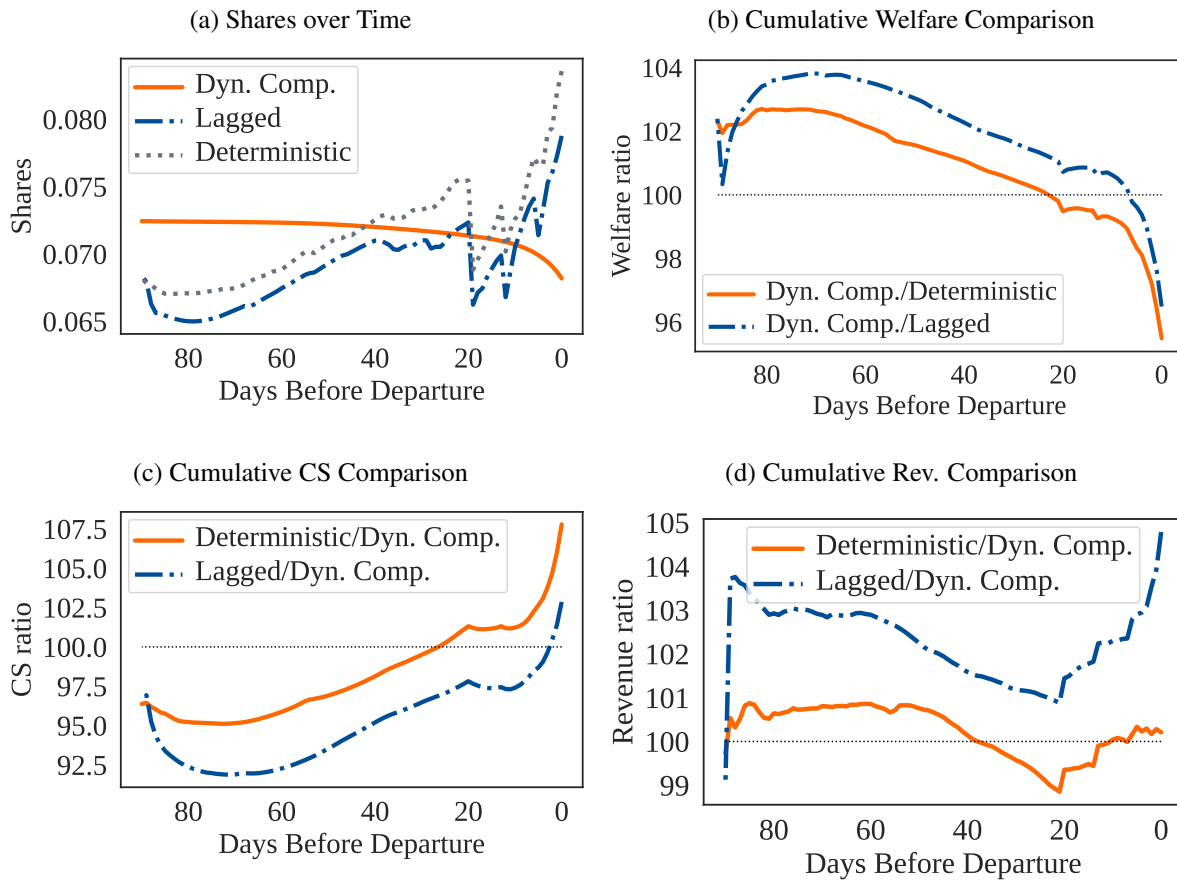 (a) Shares over Time
Shares
0.080
0.075
0.070
0.065
Dyn. Comp.
Lagged
Deterministic
80 60 40 20 0
Days Before Departure
(b) Cumulative Welfare Comparison
Welfare ratio
104
102
100
98
96
Dyn. Comp./Deterministic
Dyn. Comp./Lagged
80 60 40 20 0
Days Before Departure
(c) Cumulative CS Comparison
CS ratio
107.5
105.0
102.5
100.0
97.5
95.0
92.5
Deterministic/Dyn. Comp.
Lagged/Dyn. Comp.
80 60 40 20 0
Days Before Departure
(d) Cumulative Rev. Comparison
Revenue ratio
105
104
103
102
101
100
99
Deterministic/Dyn. Comp.
Lagged/Dyn. Comp.
80 60 40 20 0
Days Before Departure